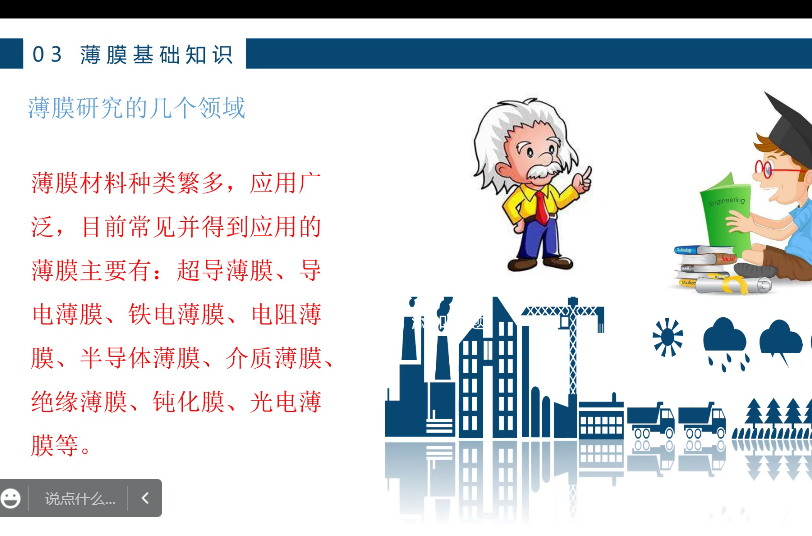 03 薄膜基础知识
薄膜研究的几个领域
薄膜材料种类繁多，应用广
泛，目前常见并得到应用的
薄膜主要有：超导薄膜、导
电薄膜、铁电薄膜、电阻薄
膜、半导体薄膜、介质薄膜、
绝缘薄膜、钝化膜、光电薄
膜等。
Engineering
说点什么...